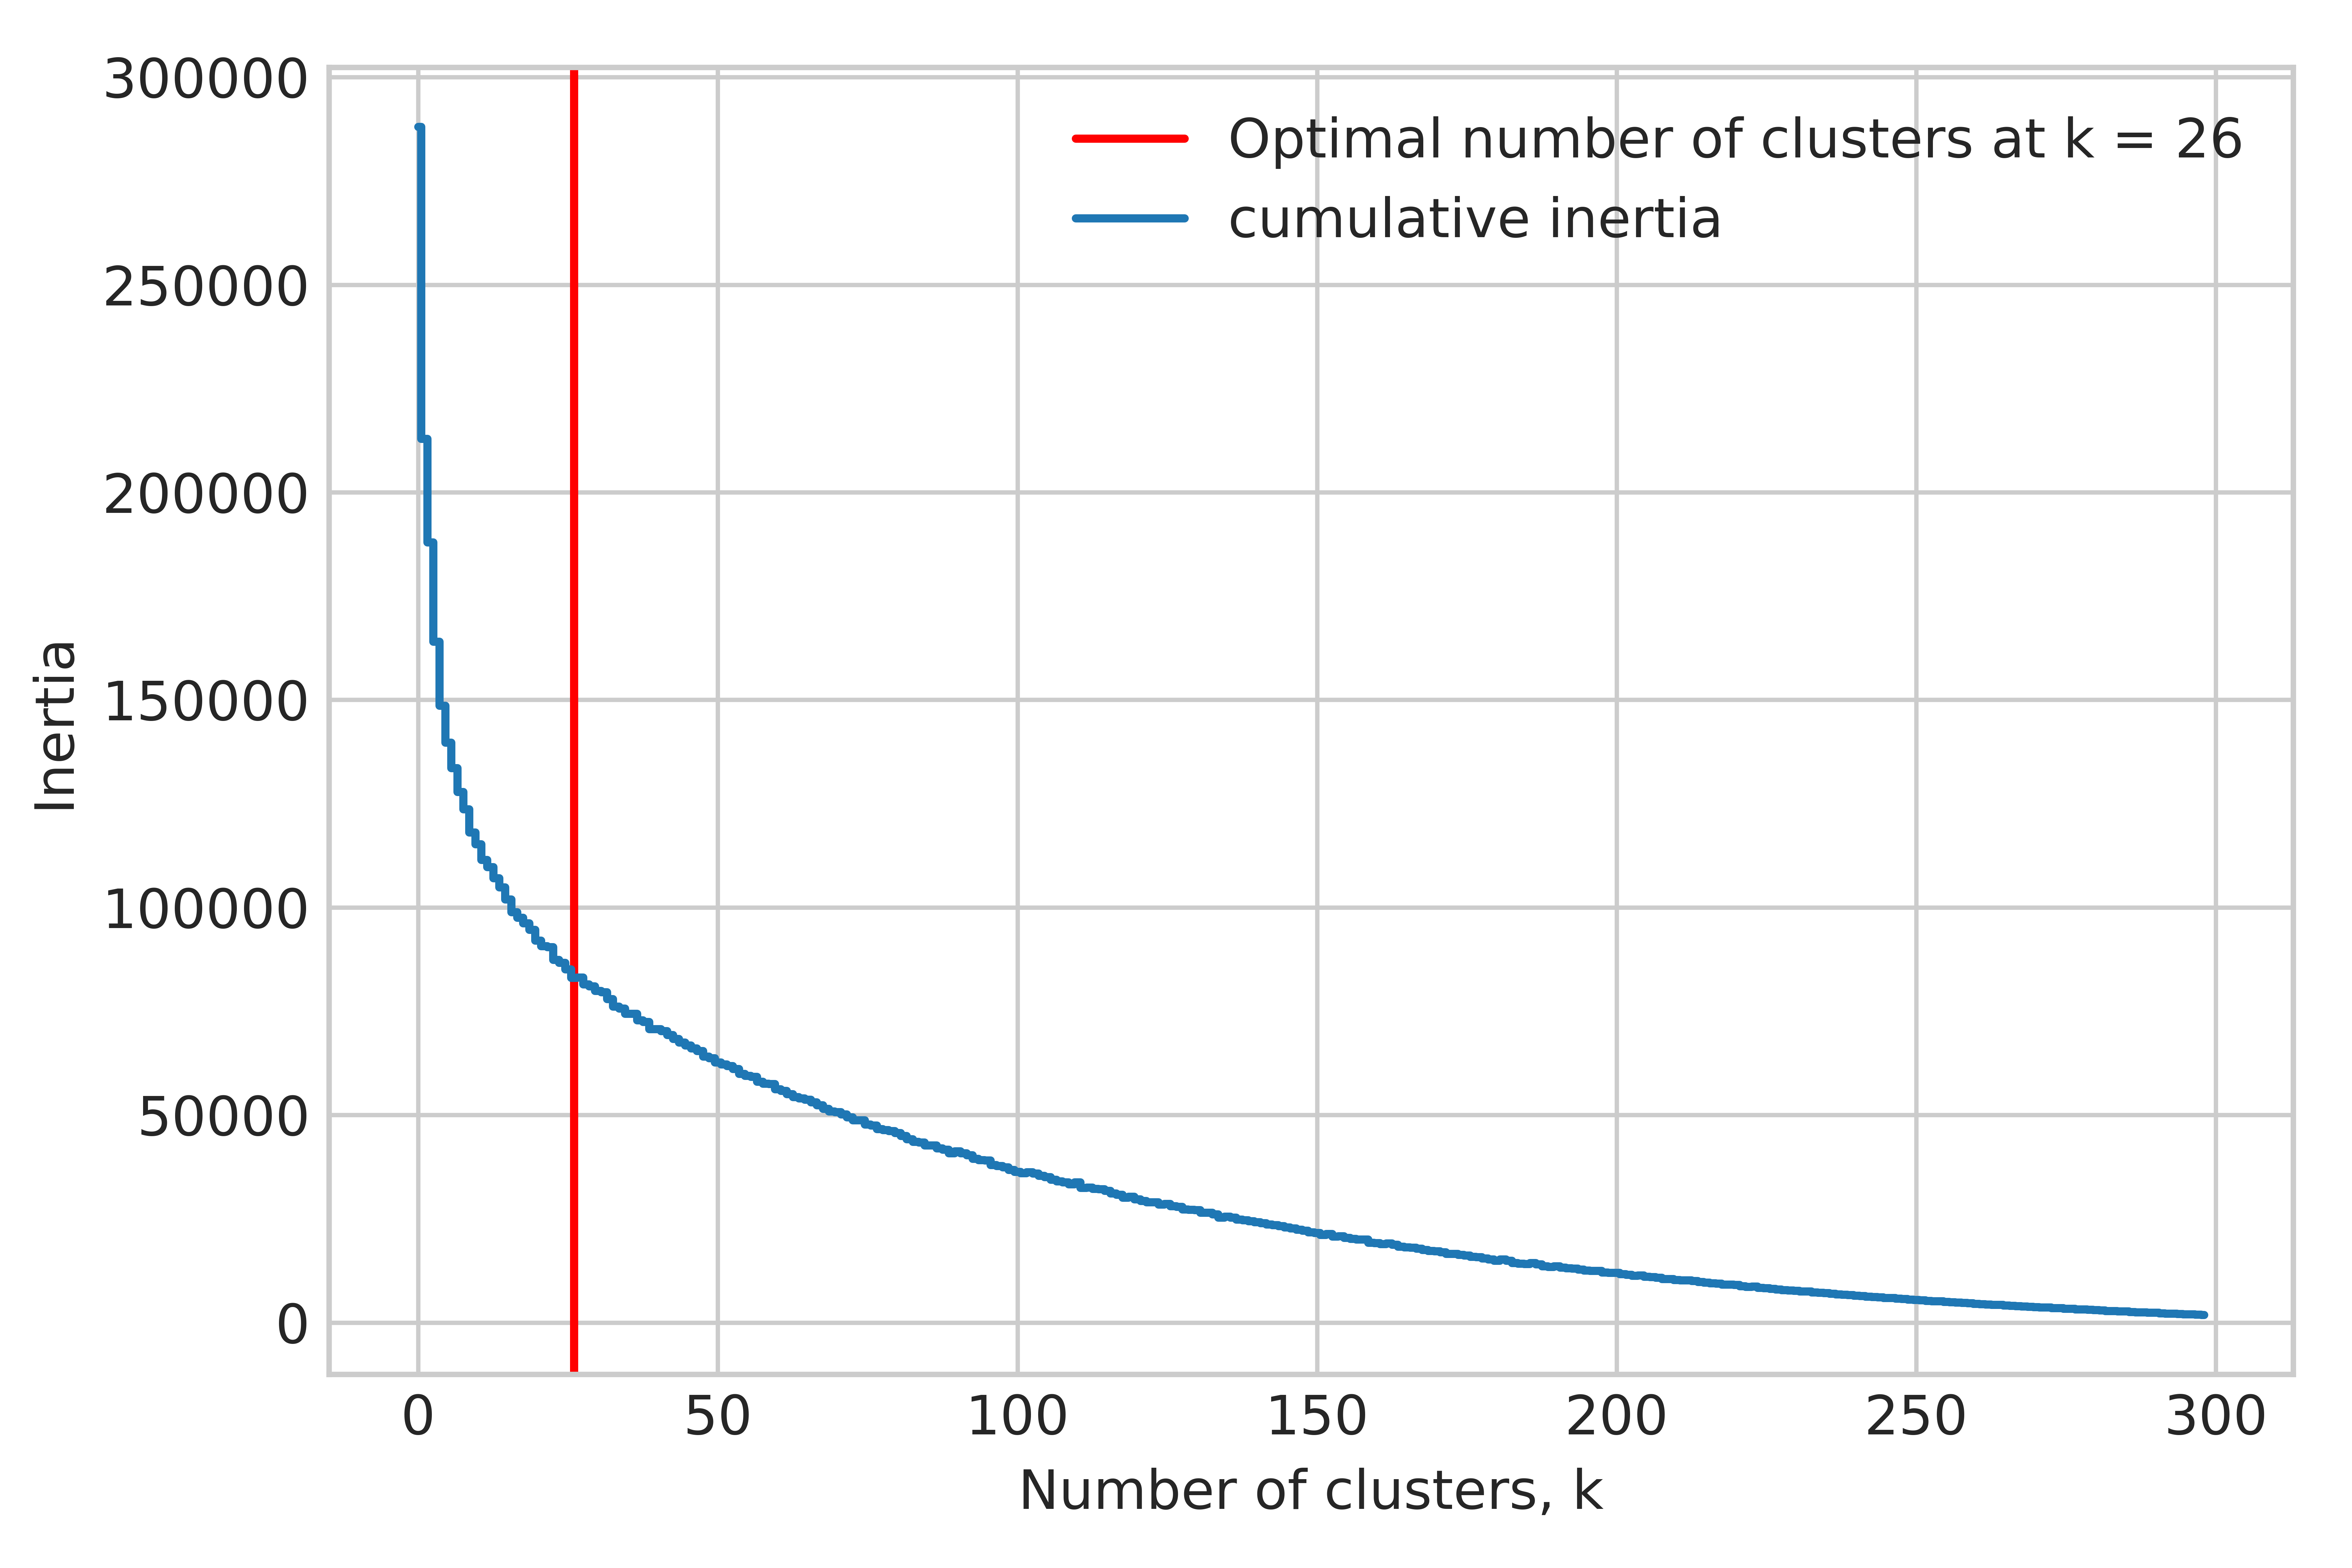 300000
250000
200000
150000
100000
50000
0
Inertia
Optimal number of clusters at k = 26
cumulative inertia
0 50 100 150 200 250 300
Number of clusters, k